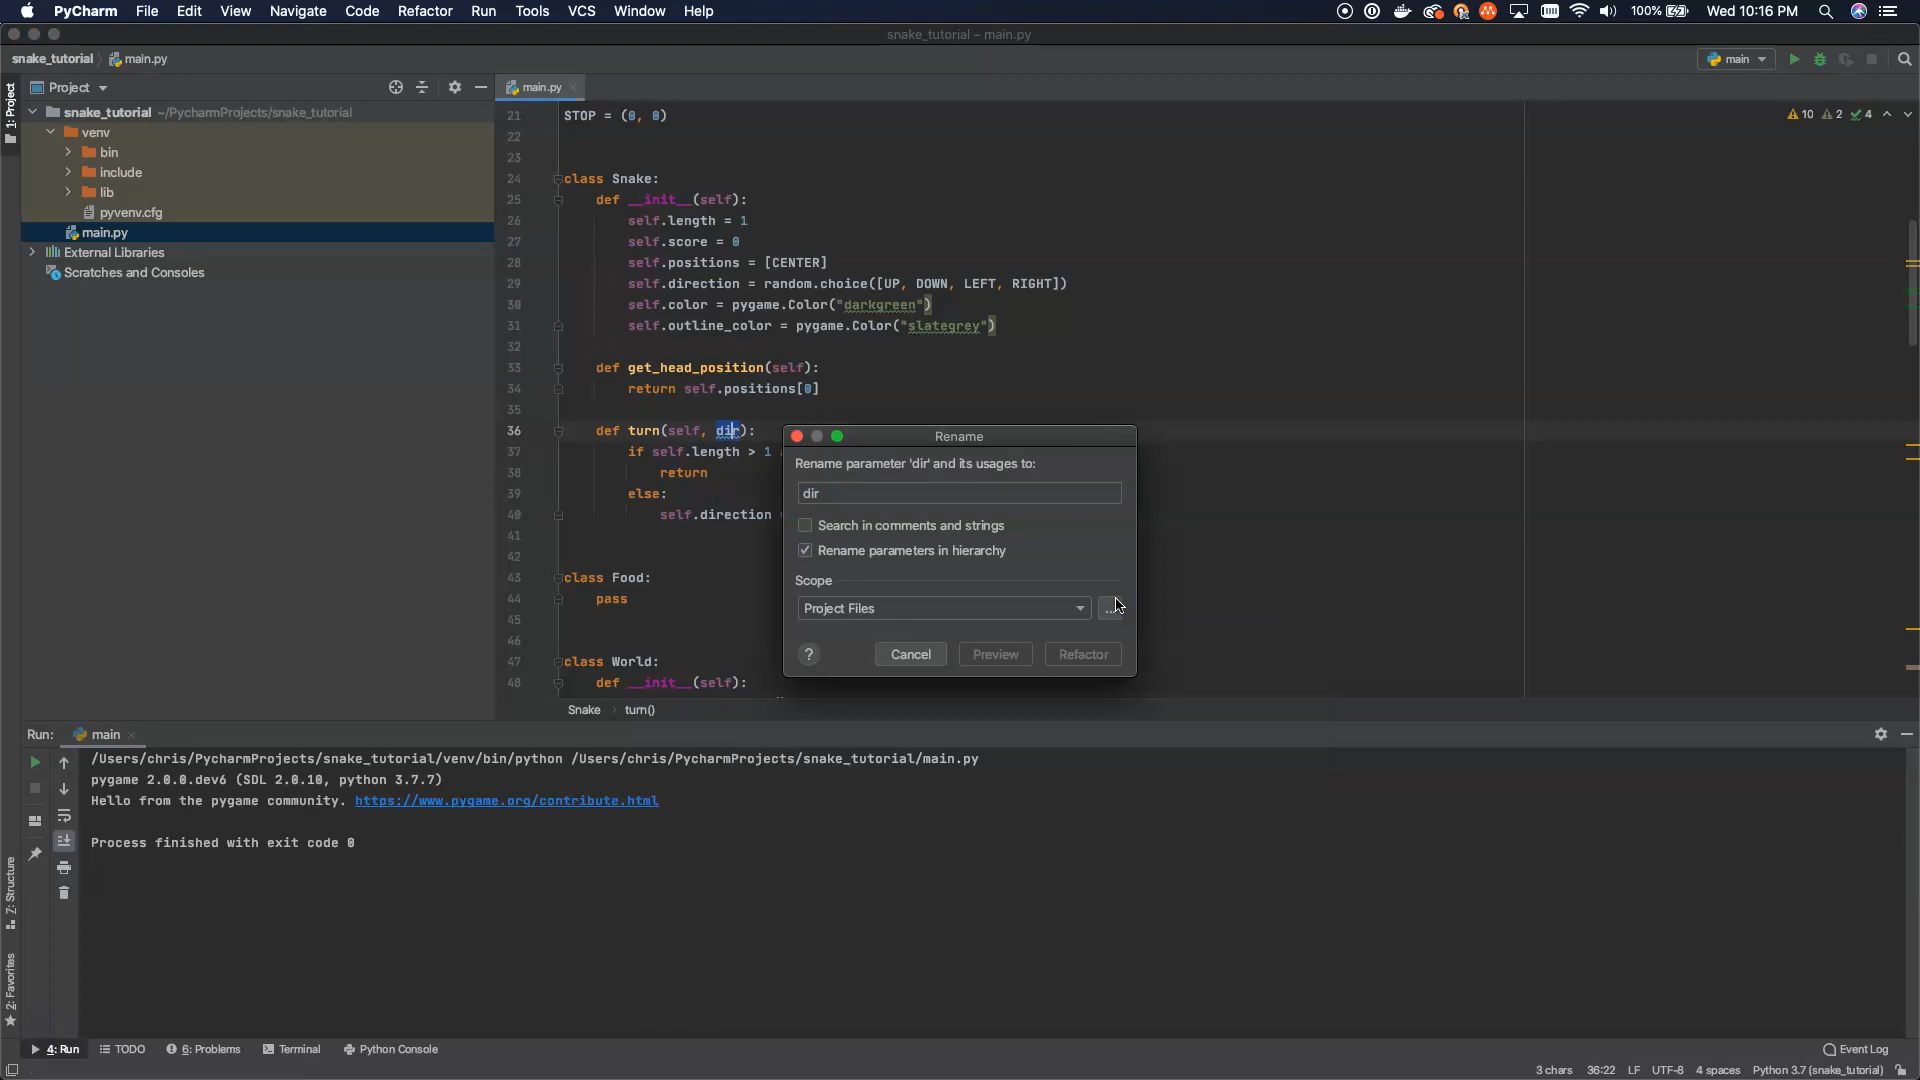 PyCharm File Edit View Navigate Code Refactor Run Tools VCS Window Help 100% Wed 10:16 PM
snake_tutorial – main.py
snake_tutorial main.py main
1: Project
Project
main.py
snake_tutorial ~/PycharmProjects/snake_tutorial
venv
bin
include
lib
pyvenv.cfg
main.py
External Libraries
Scratches and Consoles
10 2 4
21 STOP = (0, 0)
22
23
24 class Snake:
25 def __init__(self):
26 self.length = 1
27 self.score = 0
28 self.positions = [CENTER]
29 self.direction = random.choice([UP, DOWN, LEFT, RIGHT])
30 self.color = pygame.Color("darkgreen")
31 self.outline_color = pygame.Color("slategrey")
32
33 def get_head_position(self):
34 return self.positions[0]
35
36 def turn(self, dir):
37 if self.length > 1
38 return
39 else:
40 self.direction
41
42
43 class Food:
44 pass
45
46
47 class World:
48 def __init__(self):
Snake turn()
Rename
Rename parameter 'dir' and its usages to:
dir
Search in comments and strings
Rename parameters in hierarchy
Scope
Project Files ...
? Cancel Preview Refactor
Run: main
/Users/chris/PycharmProjects/snake_tutorial/venv/bin/python /Users/chris/PycharmProjects/snake_tutorial/main.py
pygame 2.0.0.dev6 (SDL 2.0.10, python 3.7.7)
Hello from the pygame community. https://www.pygame.org/contribute.html
Process finished with exit code 0
7: Structure
2: Favorites
4: Run TODO 6: Problems Terminal Python Console Event Log
3 chars 36:22 LF UTF-8 4 spaces Python 3.7 (snake_tutorial)